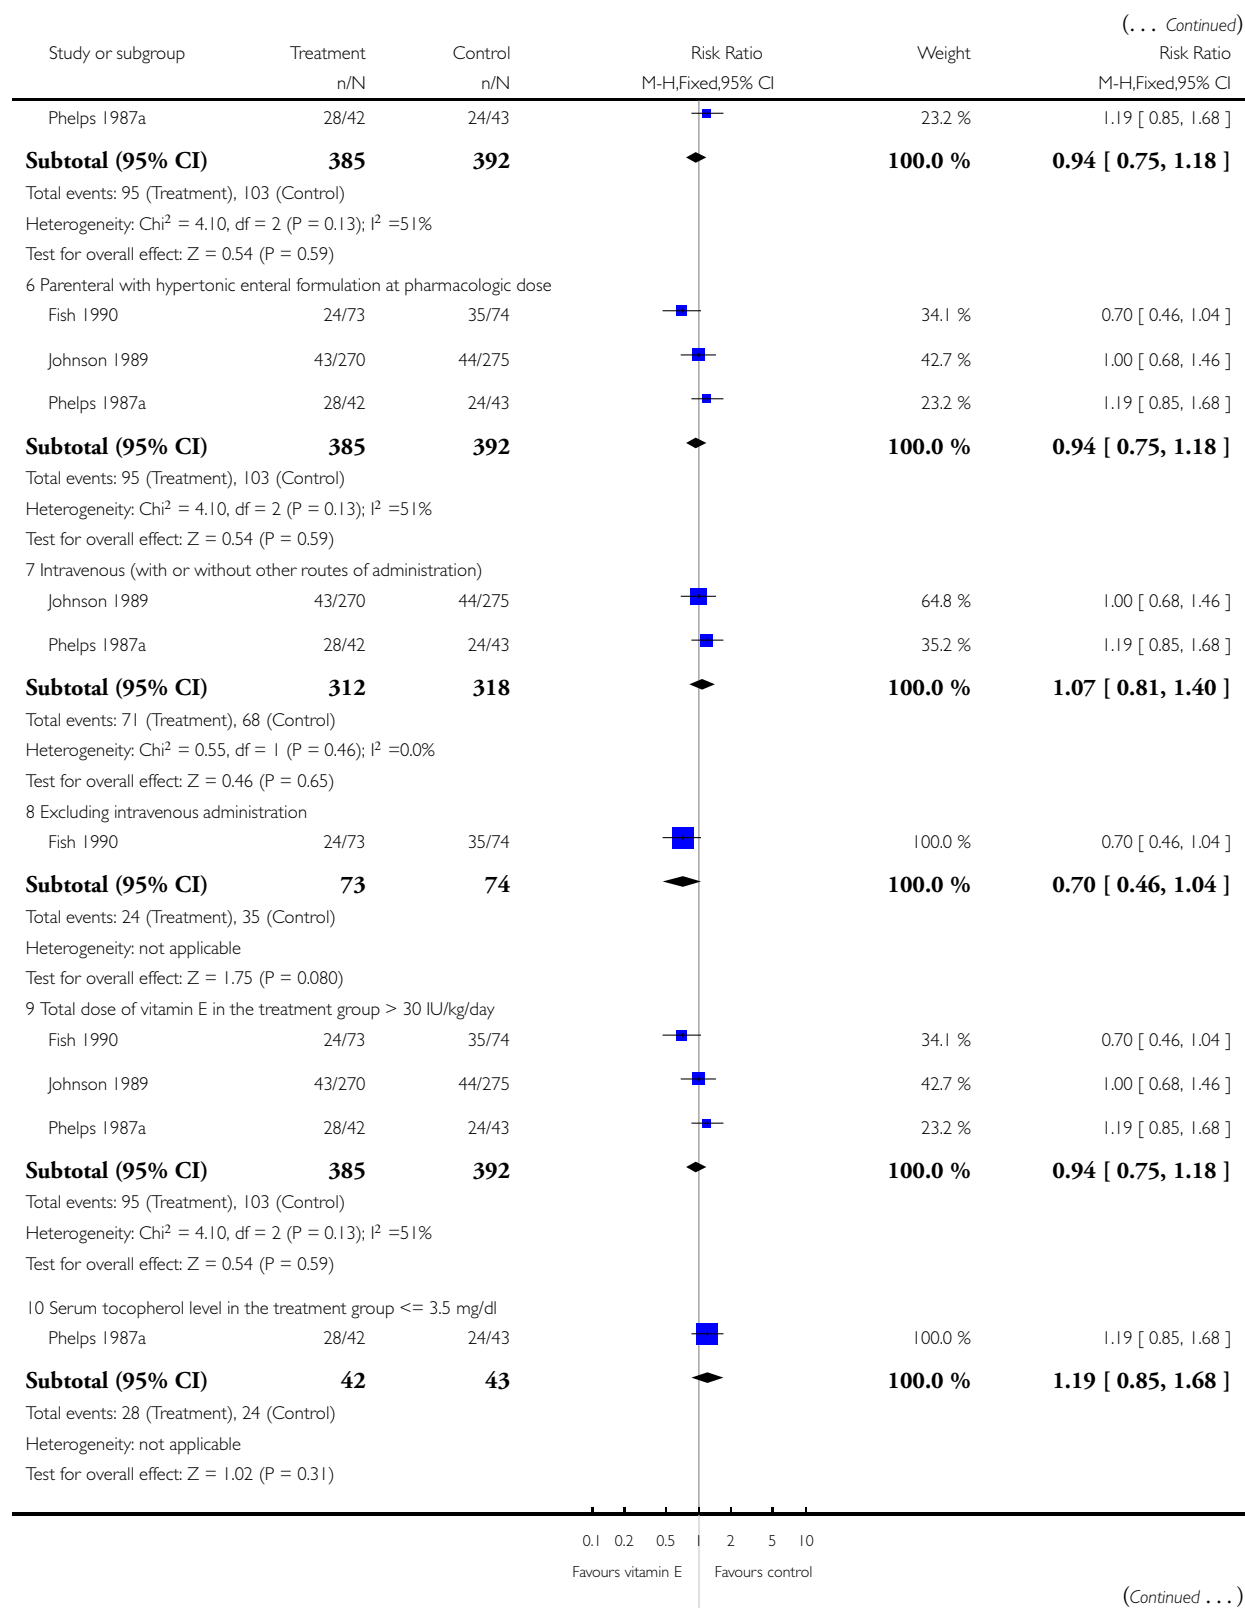 (... Continued)
Study or subgroup Treatment Control Risk Ratio Weight Risk Ratio
n/N n/N M-H,Fixed,95% CI M-H,Fixed,95% CI
Phelps 1987a 28/42 24/43 23.2 % 1.19 [ 0.85, 1.68 ]
Subtotal (95% CI) 385 392 100.0 % 0.94 [ 0.75, 1.18 ]
Total events: 95 (Treatment), 103 (Control)
Heterogeneity: Chi² = 4.10, df = 2 (P = 0.13); I² =51%
Test for overall effect: Z = 0.54 (P = 0.59)
6 Parenteral with hypertonic enteral formulation at pharmacologic dose
Fish 1990 24/73 35/74 34.1 % 0.70 [ 0.46, 1.04 ]
Johnson 1989 43/270 44/275 42.7 % 1.00 [ 0.68, 1.46 ]
Phelps 1987a 28/42 24/43 23.2 % 1.19 [ 0.85, 1.68 ]
Subtotal (95% CI) 385 392 100.0 % 0.94 [ 0.75, 1.18 ]
Total events: 95 (Treatment), 103 (Control)
Heterogeneity: Chi² = 4.10, df = 2 (P = 0.13); I² =51%
Test for overall effect: Z = 0.54 (P = 0.59)
7 Intravenous (with or without other routes of administration)
Johnson 1989 43/270 44/275 64.8 % 1.00 [ 0.68, 1.46 ]
Phelps 1987a 28/42 24/43 35.2 % 1.19 [ 0.85, 1.68 ]
Subtotal (95% CI) 312 318 100.0 % 1.07 [ 0.81, 1.40 ]
Total events: 71 (Treatment), 68 (Control)
Heterogeneity: Chi² = 0.55, df = 1 (P = 0.46); I² =0.0%
Test for overall effect: Z = 0.46 (P = 0.65)
8 Excluding intravenous administration
Fish 1990 24/73 35/74 100.0 % 0.70 [ 0.46, 1.04 ]
Subtotal (95% CI) 73 74 100.0 % 0.70 [ 0.46, 1.04 ]
Total events: 24 (Treatment), 35 (Control)
Heterogeneity: not applicable
Test for overall effect: Z = 1.75 (P = 0.080)
9 Total dose of vitamin E in the treatment group > 30 IU/kg/day
Fish 1990 24/73 35/74 34.1 % 0.70 [ 0.46, 1.04 ]
Johnson 1989 43/270 44/275 42.7 % 1.00 [ 0.68, 1.46 ]
Phelps 1987a 28/42 24/43 23.2 % 1.19 [ 0.85, 1.68 ]
Subtotal (95% CI) 385 392 100.0 % 0.94 [ 0.75, 1.18 ]
Total events: 95 (Treatment), 103 (Control)
Heterogeneity: Chi² = 4.10, df = 2 (P = 0.13); I² =51%
Test for overall effect: Z = 0.54 (P = 0.59)
10 Serum tocopherol level in the treatment group <= 3.5 mg/dl
Phelps 1987a 28/42 24/43 100.0 % 1.19 [ 0.85, 1.68 ]
Subtotal (95% CI) 42 43 100.0 % 1.19 [ 0.85, 1.68 ]
Total events: 28 (Treatment), 24 (Control)
Heterogeneity: not applicable
Test for overall effect: Z = 1.02 (P = 0.31)
0.1 0.2 0.5 1 2 5 10
Favours vitamin E Favours control
(Continued ...)